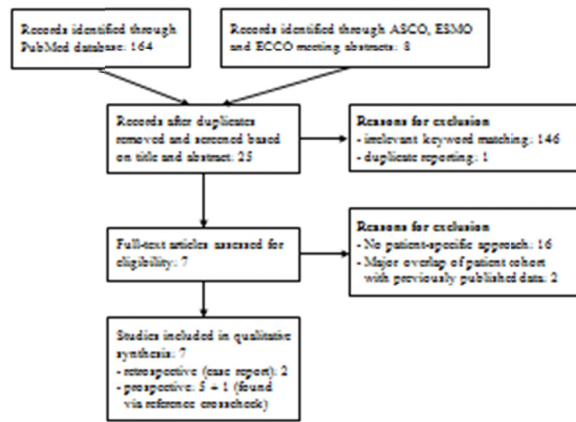 Records identified through
PubMed database: 164
Records identified through ASCO, ESMO
and ECCO meeting abstracts: 8
Records after duplicates
removed and screened based
on title and abstract: 25
Reasons for exclusion
- irrelevant keyword matching: 146
- duplicate reporting: 1
Full-text articles assessed for
eligibility: 7
Reasons for exclusion
- No patient-specific approach: 16
- Major overlap of patient cohort
with previously published data: 2
Studies included in qualitative
synthesis: 7
- retrospective (case report): 2
- prospective: 5 + 1 (found
via reference crosscheck)